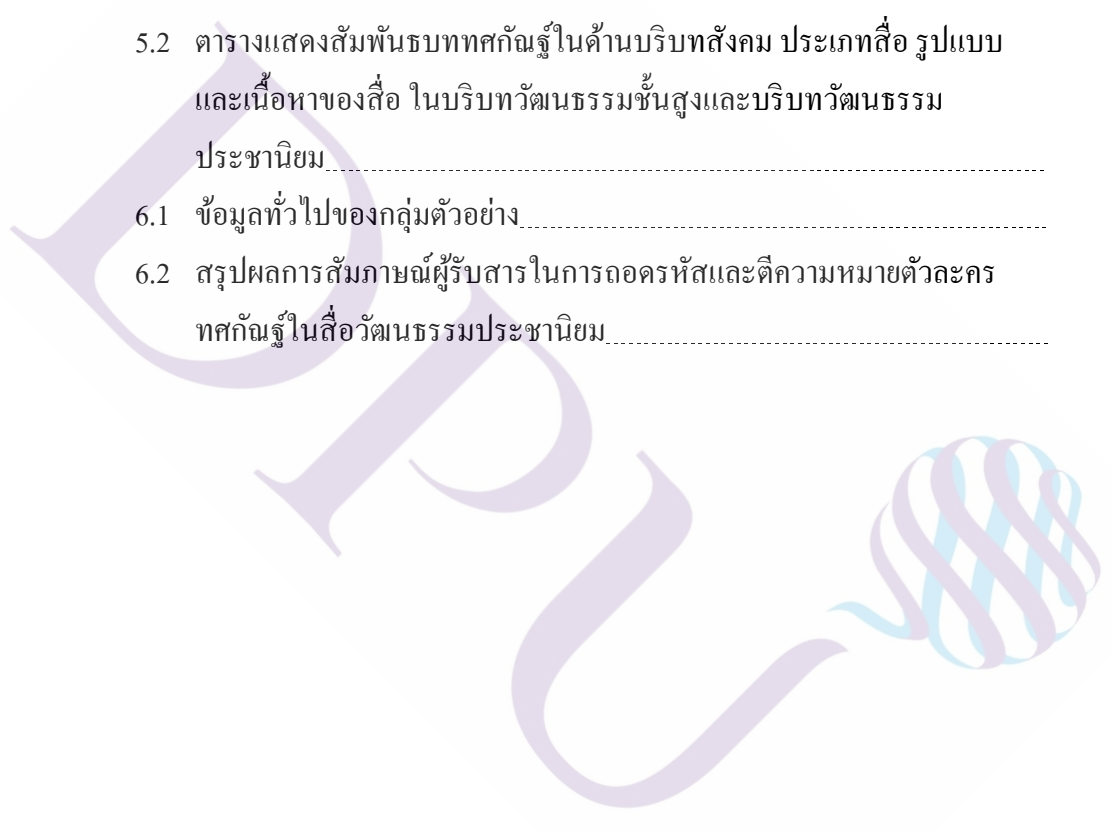 5.2 ตารางแสดงสัมพันธบททศกัณฐ์ในด้านบริบทสังคม ประเภทสื่อ รูปแบบ
และเนื้อหาของสื่อ ในบริบทวัฒนธรรมชั้นสูงและบริบทวัฒนธรรม
ประชานิยม
6.1 ข้อมูลทั่วไปของกลุ่มตัวอย่าง
6.2 สรุปผลการสัมภาษณ์ผู้รับสารในการถอดรหัสและตีความหมายตัวละคร
ทศกัณฐ์ในสื่อวัฒนธรรมประชานิยม
DPU